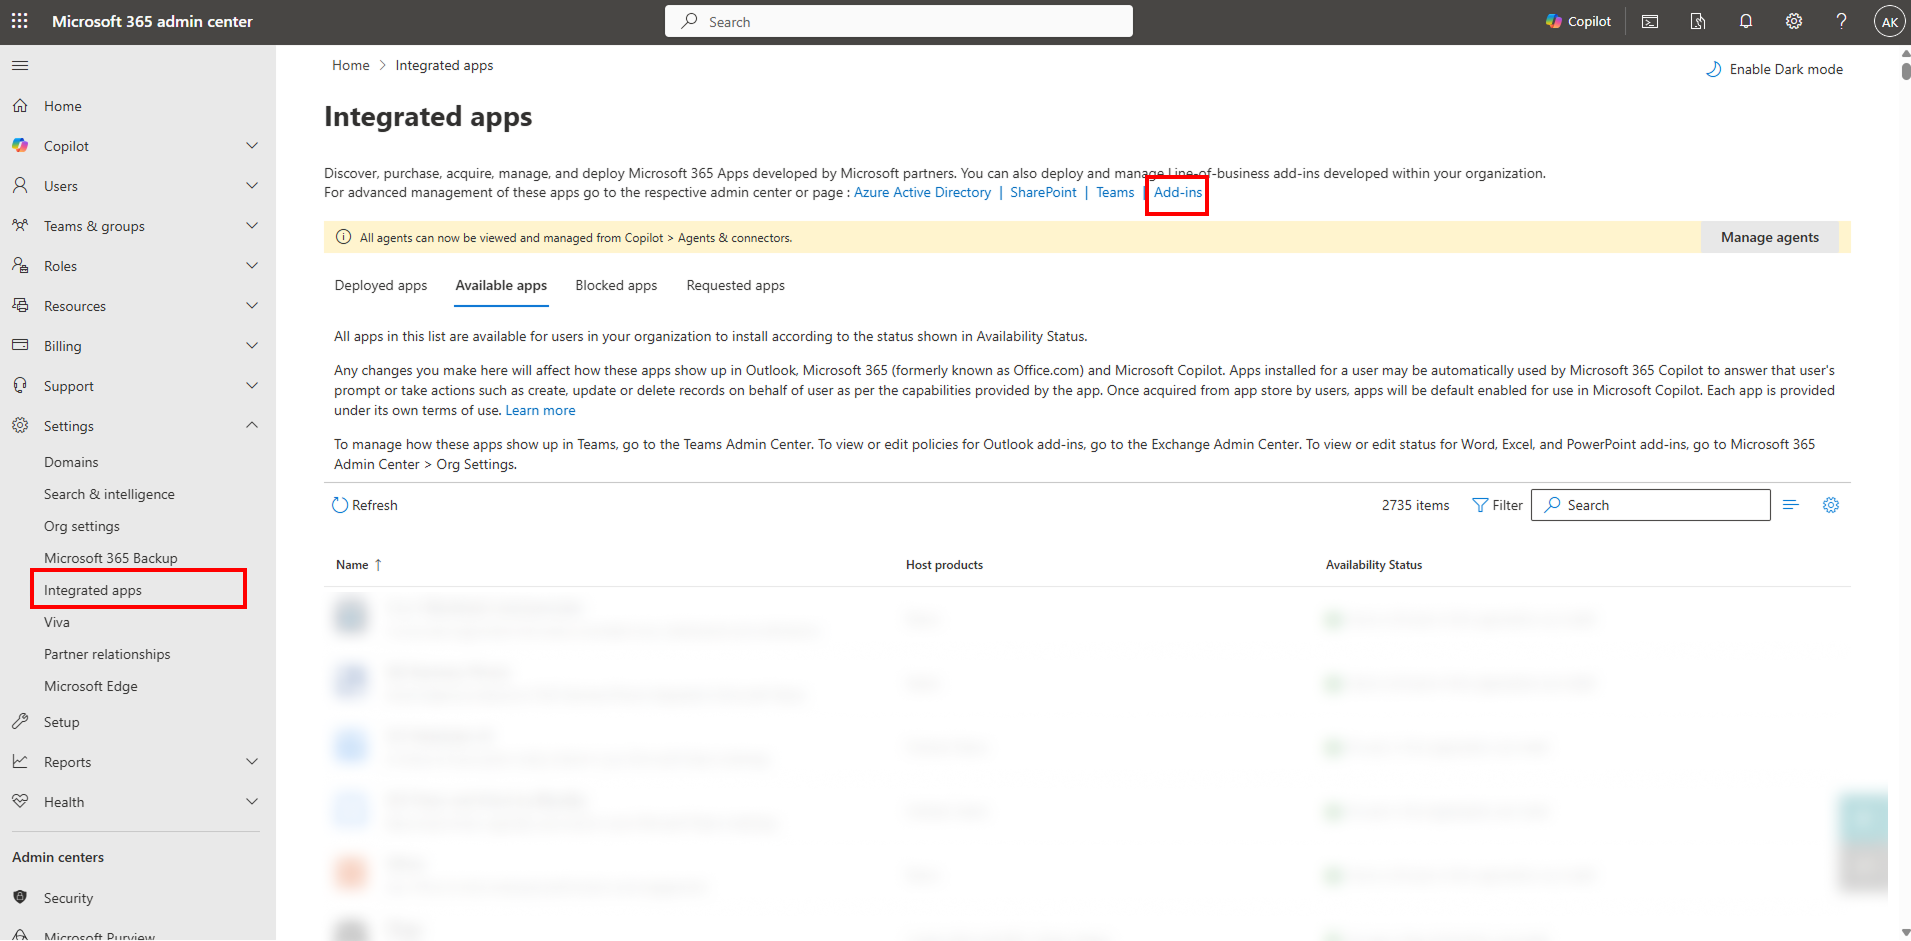 Microsoft 365 admin center
Search
Copilot
AK
Home
Copilot
Users
Teams & groups
Roles
Resources
Billing
Support
Settings
Domains
Search & intelligence
Org settings
Microsoft 365 Backup
Integrated apps
Viva
Partner relationships
Microsoft Edge
Setup
Reports
Health
Admin centers
Security
Microsoft Purview
Home > Integrated apps
Enable Dark mode
Integrated apps
Discover, purchase, acquire, manage, and deploy Microsoft 365 Apps developed by Microsoft partners. You can also deploy and manage Line-of-business add-ins developed within your organization.
For advanced management of these apps go to the respective admin center or page : Azure Active Directory | SharePoint | Teams | Add-ins
All agents can now be viewed and managed from Copilot > Agents & connectors.
Manage agents
Deployed apps Available apps Blocked apps Requested apps
All apps in this list are available for users in your organization to install according to the status shown in Availability Status.
Any changes you make here will affect how these apps show up in Outlook, Microsoft 365 (formerly known as Office.com) and Microsoft Copilot. Apps installed for a user may be automatically used by Microsoft 365 Copilot to answer that user's
prompt or take actions such as create, update or delete records on behalf of user as per the capabilities provided by the app. Once acquired from app store by users, apps will be default enabled for use in Microsoft Copilot. Each app is provided
under its own terms of use. Learn more
To manage how these apps show up in Teams, go to the Teams Admin Center. To view or edit policies for Outlook add-ins, go to the Exchange Admin Center. To view or edit status for Word, Excel, and PowerPoint add-ins, go to Microsoft 365
Admin Center > Org Settings.
Refresh
2735 items
Filter
Search
Name ↑ Host products Availability Status